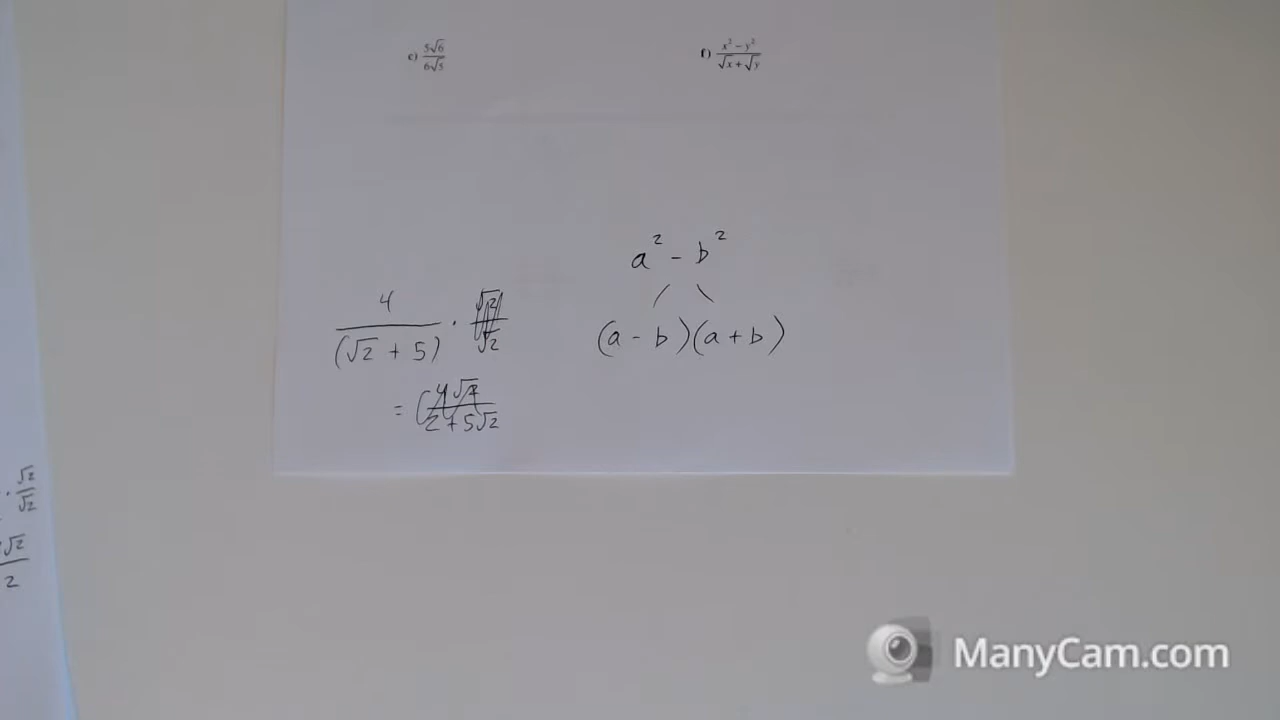 c) 5√6 / 6√5
f) x² − y² / √x + √y
a² − b²
(a − b)(a + b)
4 / (√2 + 5) · √2 / √2
= ( 4√2 / 2 + 5√2
· √2 / √2
√2 / 2
ManyCam.com